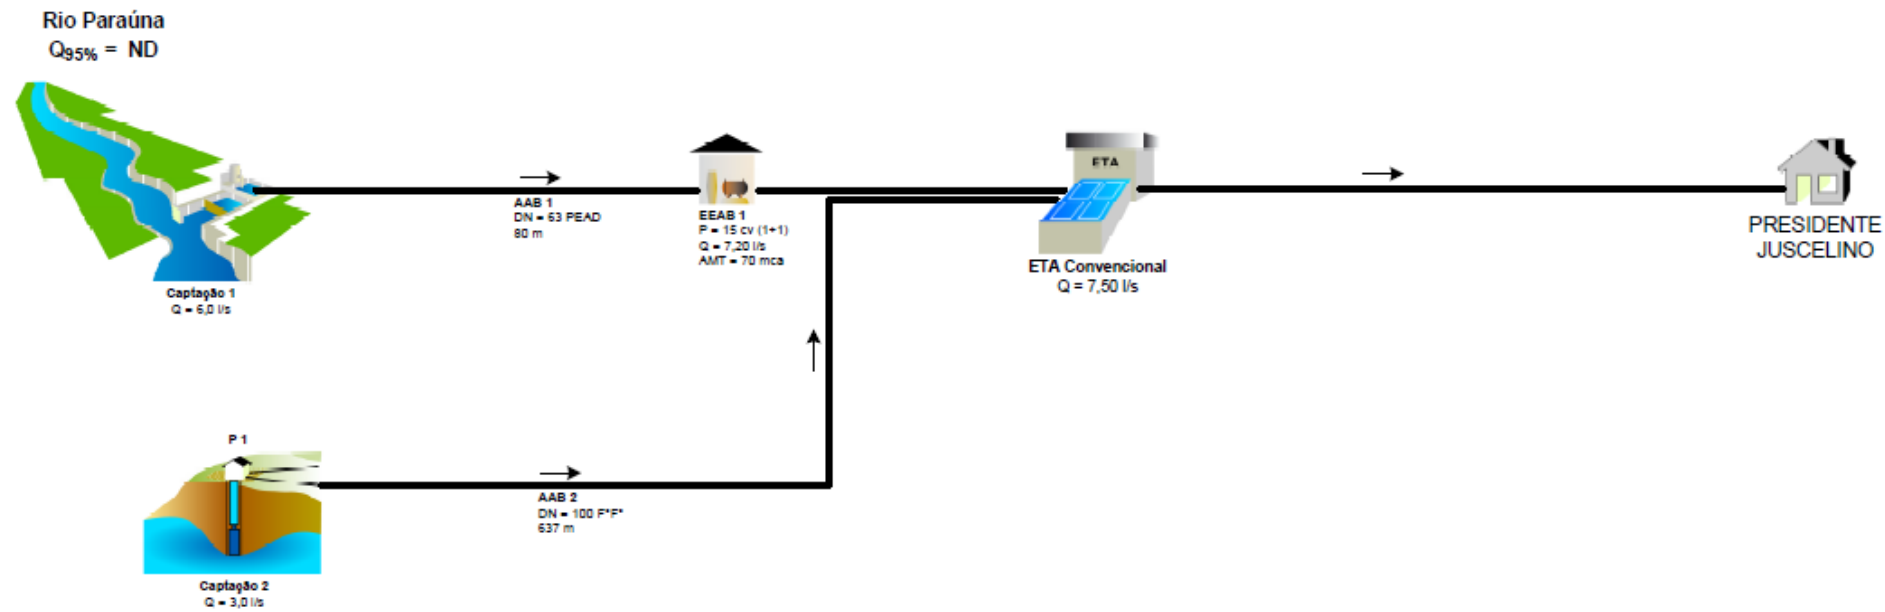 Rio Paraúna
Q95% = ND
Captação 1
Q = 6,0 l/s
AAB 1
DN = 63 PEAD
80 m
EEAB 1
P = 15 cv (1+1)
Q = 7,20 l/s
AMT = 70 mca
ETA
ETA Convencional
Q = 7,50 l/s
PRESIDENTE
JUSCELINO
P 1
Captação 2
Q = 3,0 l/s
AAB 2
DN = 100 FºFº
637 m